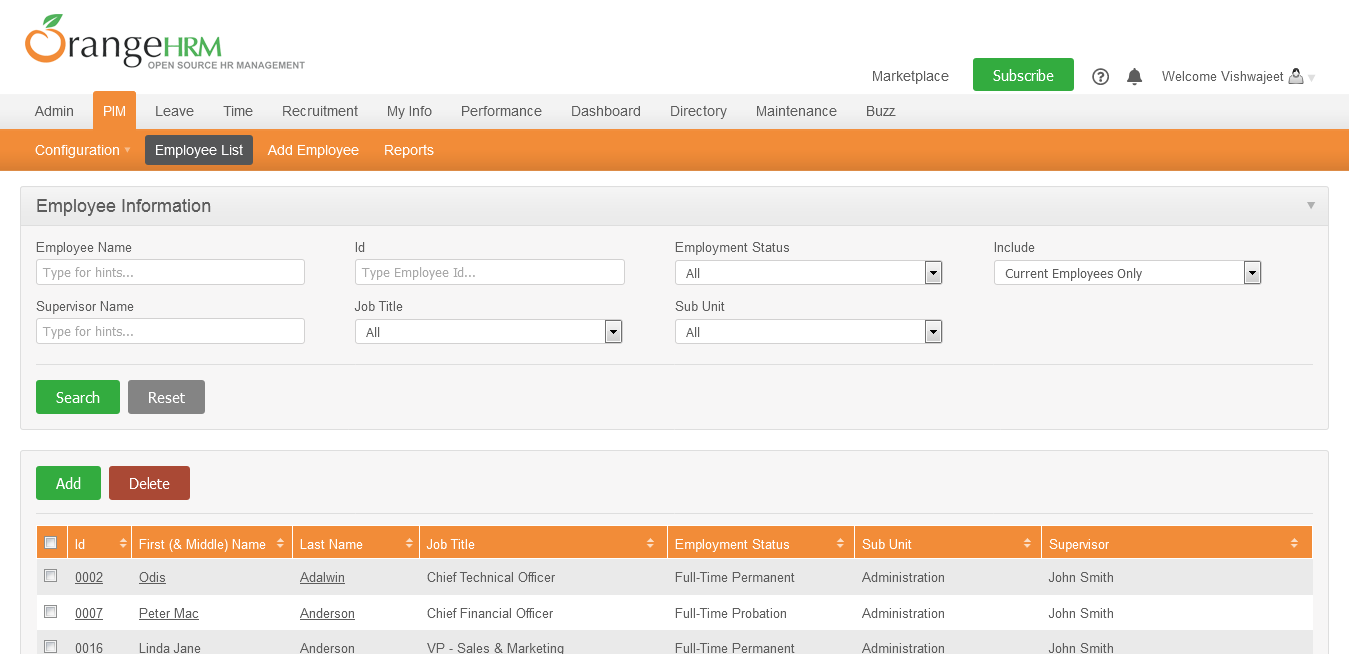 OrangeHRM
OPEN SOURCE HR MANAGEMENT
Marketplace Subscribe ? Welcome Vishwajeet
Admin PIM Leave Time Recruitment My Info Performance Dashboard Directory Maintenance Buzz
Configuration Employee List Add Employee Reports
Employee Information
Employee Name Id Employment Status Include
Type for hints... Type Employee Id... All Current Employees Only
Supervisor Name Job Title Sub Unit
Type for hints... All All
Search Reset
Add Delete
Id First (& Middle) Name Last Name Job Title Employment Status Sub Unit Supervisor
0002 Odis Adalwin Chief Technical Officer Full-Time Permanent Administration John Smith
0007 Peter Mac Anderson Chief Financial Officer Full-Time Probation Administration John Smith
0016 Linda Jane Anderson VP - Sales & Marketing Full-Time Permanent Administration John Smith